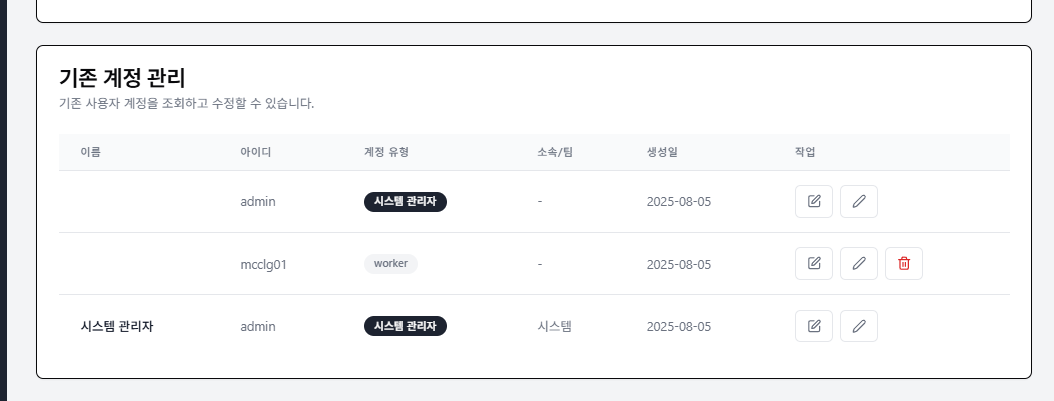 기존 계정 관리
기존 사용자 계정을 조회하고 수정할 수 있습니다.
이름 아이디 계정 유형 소속/팀 생성일 작업
admin 시스템 관리자 - 2025-08-05
mcclg01 worker - 2025-08-05
시스템 관리자 admin 시스템 관리자 시스템 2025-08-05